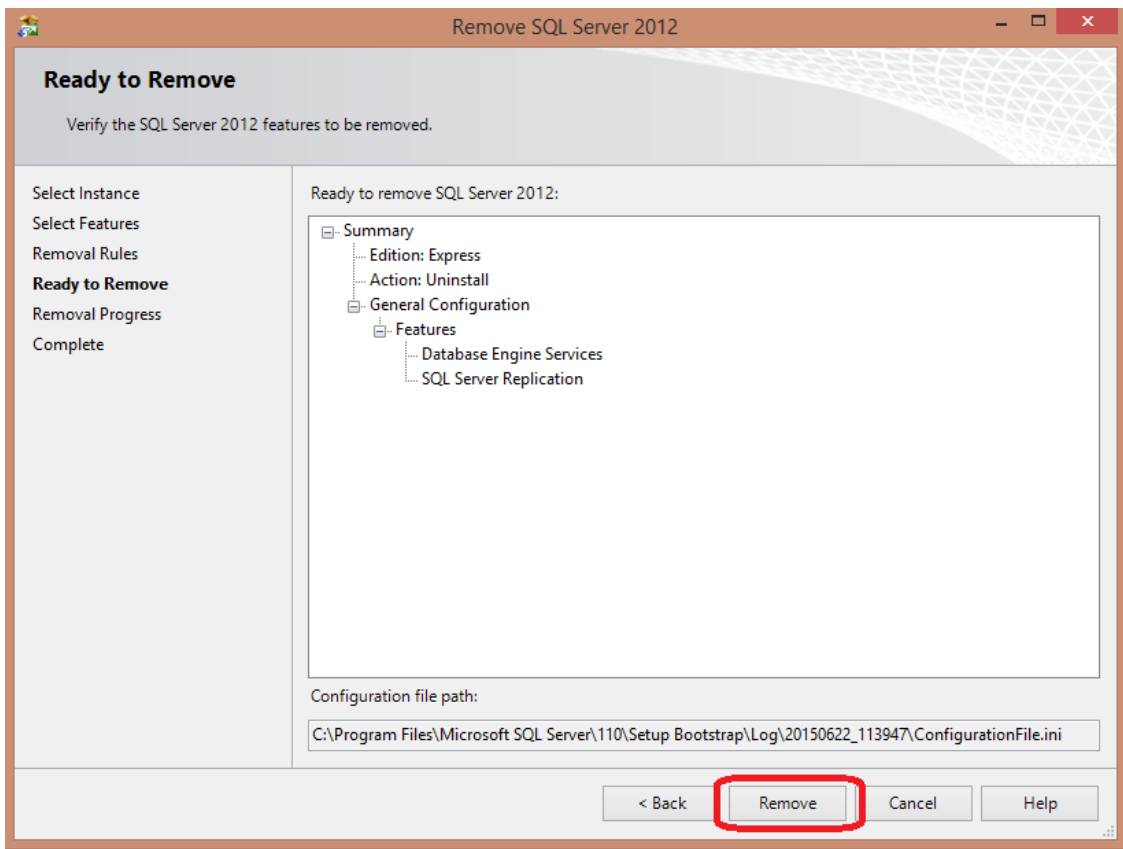 Remove SQL Server 2012
Ready to Remove
Verify the SQL Server 2012 features to be removed.
Select Instance
Select Features
Removal Rules
Ready to Remove
Removal Progress
Complete
Ready to remove SQL Server 2012:
Summary
Edition: Express
Action: Uninstall
General Configuration
Features
Database Engine Services
SQL Server Replication
Configuration file path:
C:\Program Files\Microsoft SQL Server\110\Setup Bootstrap\Log\20150622_113947\ConfigurationFile.ini
< Back
Remove
Cancel
Help